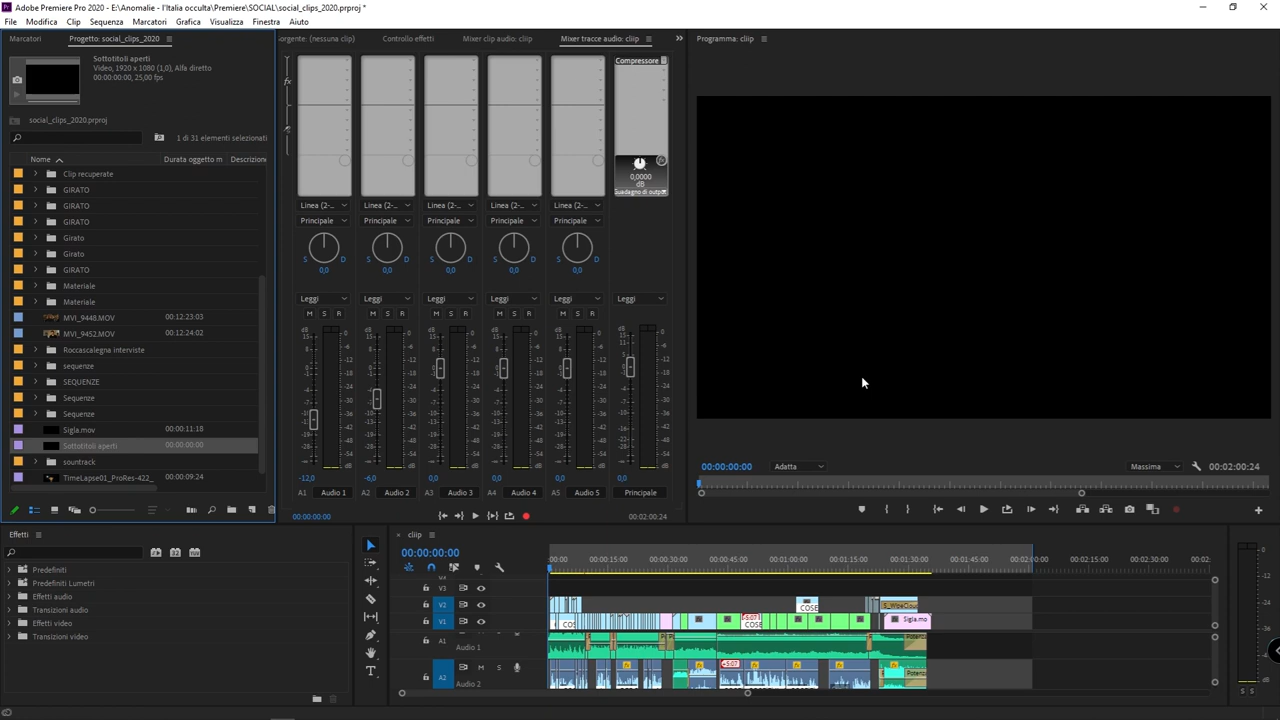 Adobe Premiere Pro 2020 - E:\Anomalie - l'Italia occulta\Premiere\SOCIAL\social_clips_2020.prproj *
File Modifica Clip Sequenza Marcatori Grafica Visualizza Finestra Aiuto
Marcatori Progetto: social_clips_2020 sorgente: (nessuna clip) Controllo effetti Mixer clip audio: cliip Mixer tracce audio: cliip Programma: cliip
Sottotitoli aperti
Video, 1920 x 1080 (1,0), Alfa diretto
00:00:00:00, 25,00 fps
social_clips_2020.prproj
1 di 31 elementi selezionati
Nome Durata oggetto m Descrizione
Clip recuperate
GIRATO
GIRATO
GIRATO
Girato
Girato
GIRATO
Materiale
Materiale
MVI_9448.MOV 00:12:23:03
MVI_9452.MOV 00:12:24:02
Roccascalegna interviste
sequenze
SEQUENZE
Sequenze
Sequenze
Sigla.mov 00:00:11:18
Sottotitoli aperti 00:00:00:00
sountrack
TimeLapse01_ProRes-422_ 00:00:09:24
Compressore
0,0000
dB
Guadagno di outpu
Linea (2-... Linea (2-... Linea (2-... Linea (2-... Linea (2-...
Principale Principale Principale Principale Principale
S D S D S D S D S D
0,0 0,0 0,0 0,0 0,0
Leggi Leggi Leggi Leggi Leggi Leggi
M S R M S R M S R M S R M S R
-12,0 -6,0 0,0 0,0 0,0 0,0
A1 Audio 1 A2 Audio 2 A3 Audio 3 A4 Audio 4 A5 Audio 5 Principale
00:00:00:00 00:02:00:24
00:00:00:00 Adatta Massima 00:02:00:24
Effetti
Predefiniti
Predefiniti Lumetri
Effetti audio
Transizioni audio
Effetti video
Transizioni video
cliip
00:00:00:00
:00:00 00:00:15:00 00:00:30:00 00:00:45:00 00:01:00:00 00:01:15:00 00:01:30:00 00:01:45:00 00:02:00:00 00:02:15:00 00:02:30:00 00:02:
V3
V2 COSE
V1 COS COSE Sigla.mo
A1
Audio 1
A2 M S
Audio 2
S S